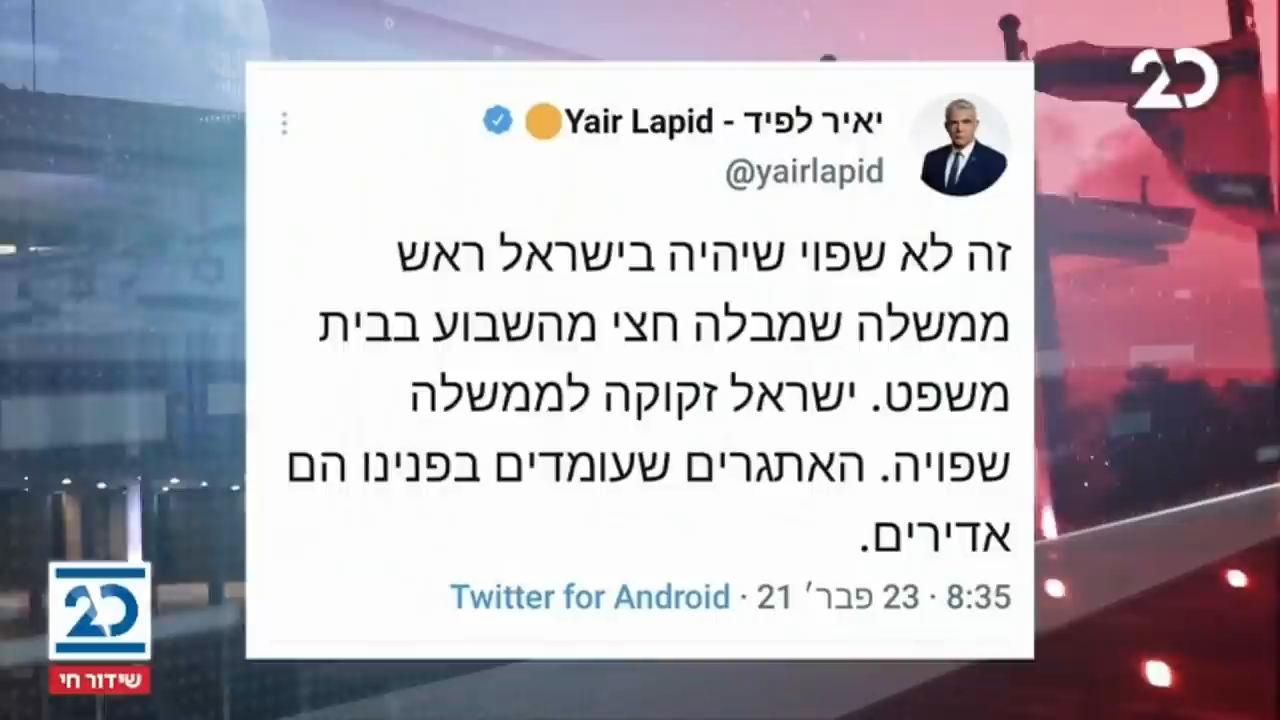 20
יאיר לפיד - Yair Lapid
@yairlapid
זה לא שפוי שיהיה בישראל ראש
ממשלה שמבלה חצי מהשבוע בבית
משפט. ישראל זקוקה לממשלה
שפויה. האתגרים שעומדים בפנינו הם
אדירים.
8:35 · 23 פבר׳ 21 · Twitter for Android
20
שידור חי